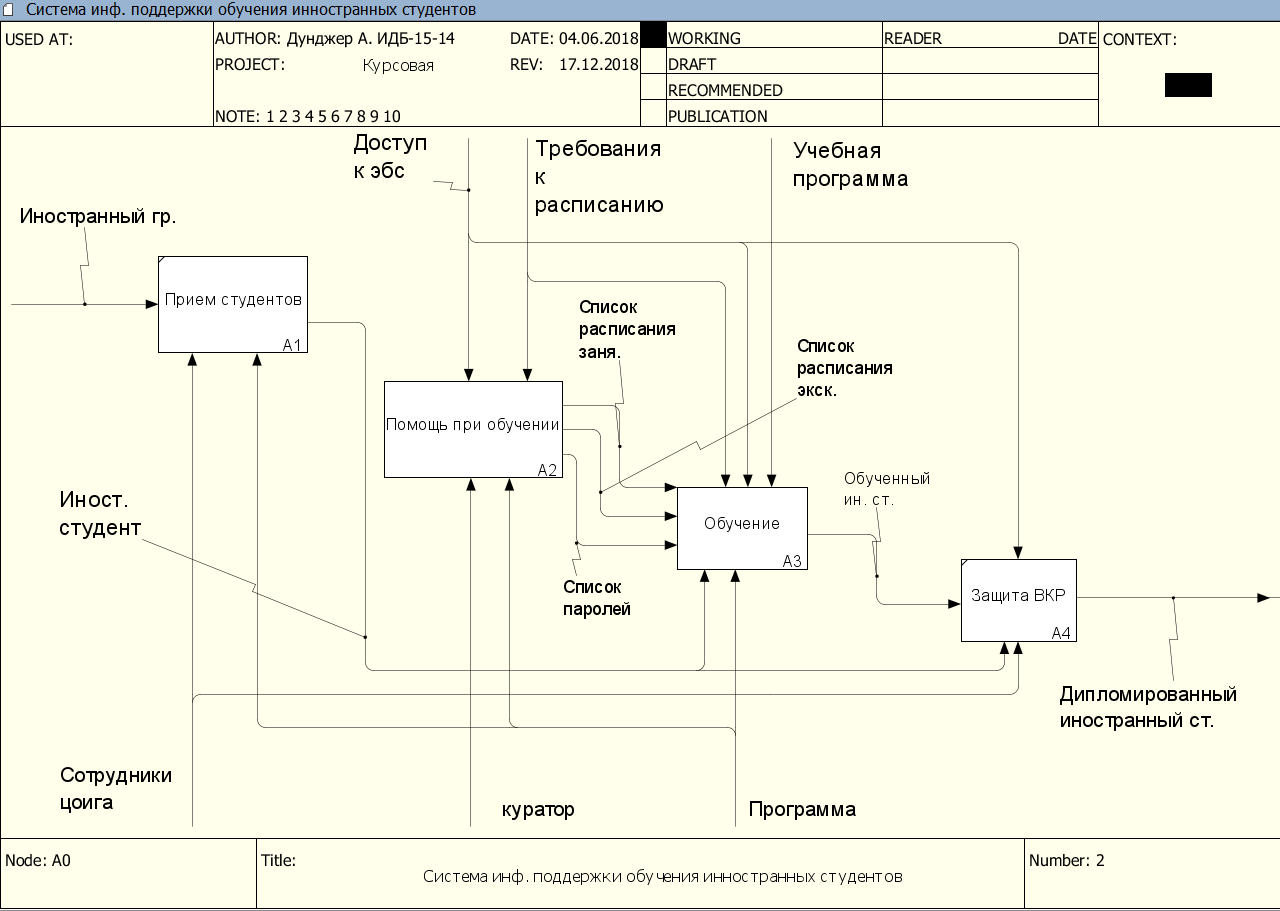 Система инф. поддержки обучения инностранных студентов
USED AT:
AUTHOR: Дунджер А. ИДБ-15-14
DATE: 04.06.2018
WORKING
READER
DATE
CONTEXT:
PROJECT:
Курсовая
REV: 17.12.2018
DRAFT
RECOMMENDED
NOTE: 1 2 3 4 5 6 7 8 9 10
PUBLICATION
Доступ
к эбс
Требования
к
расписанию
Учебная
программа
Иностранный гр.
Прием студентов
A1
Список
расписания
заня.
Список
расписания
экск.
Помощь при обучении
A2
Обученный
ин. ст.
Иност.
студент
Обучение
A3
Список
паролей
Защита ВКР
A4
Дипломированный
иностранный ст.
Сотрудники
цоига
куратор
Программа
Node: A0
Title:
Система инф. поддержки обучения инностранных студентов
Number: 2